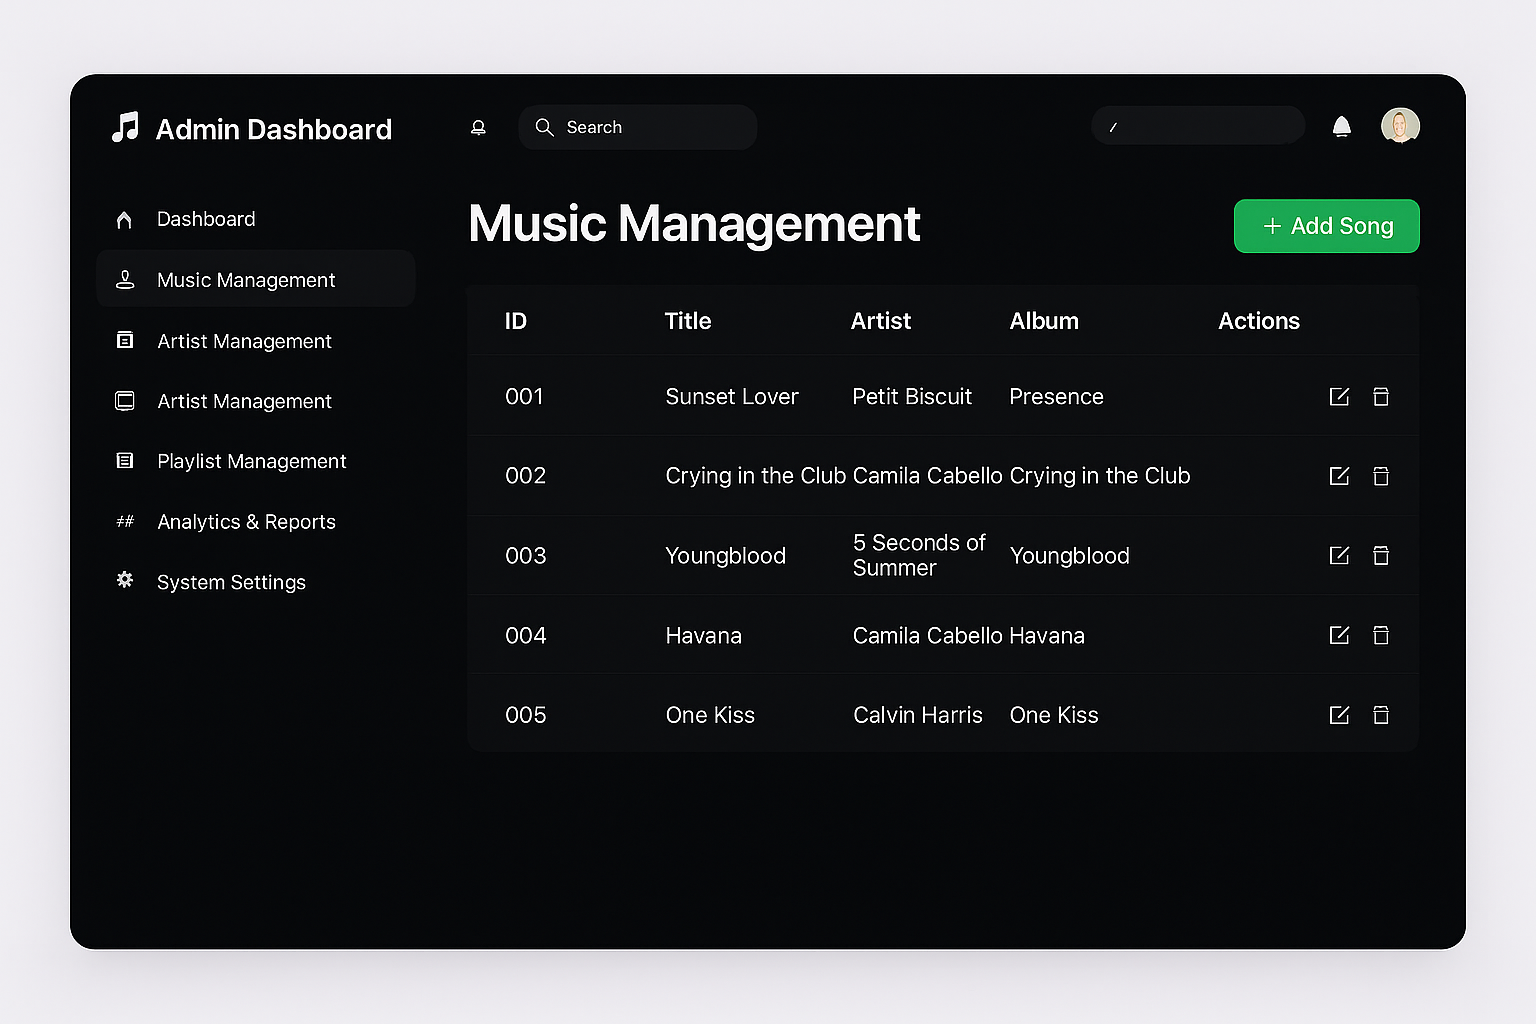 Admin Dashboard
Search
/
Dashboard
Music Management
Artist Management
Artist Management
Playlist Management
## Analytics & Reports
System Settings
Music Management
+ Add Song
ID Title Artist Album Actions
001 Sunset Lover Petit Biscuit Presence
002 Crying in the Club Camila Cabello Crying in the Club
003 Youngblood 5 Seconds of Summer Youngblood
004 Havana Camila Cabello Havana
005 One Kiss Calvin Harris One Kiss